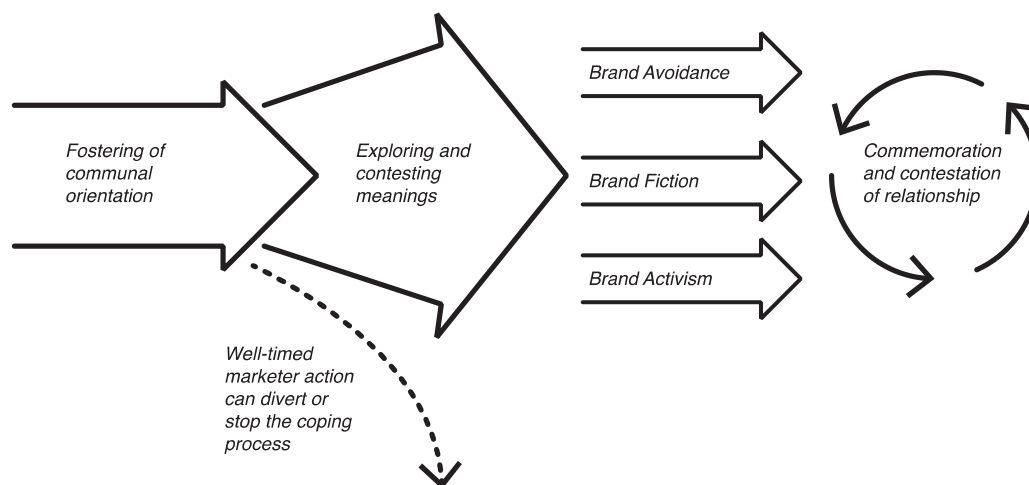 Fostering of
communal
orientation
Exploring and
contesting
meanings
Brand Avoidance
Brand Fiction
Brand Activism
Commemoration
and contestation
of relationship
Well-timed
marketer action
can divert or
stop the coping
process